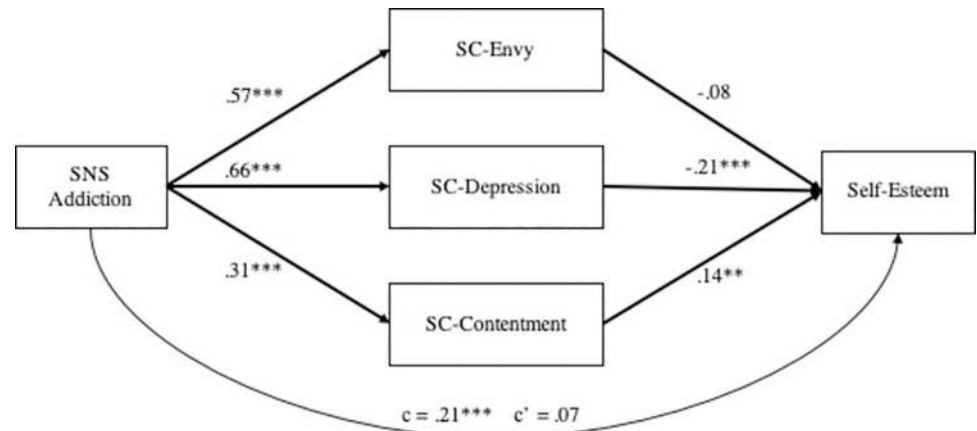 SC-Envy
.57***
-.08
SNS
Addiction
.66***
SC-Depression
-.21***
Self-Esteem
.31***
SC-Contentment
.14**
c = .21*** c’ = .07